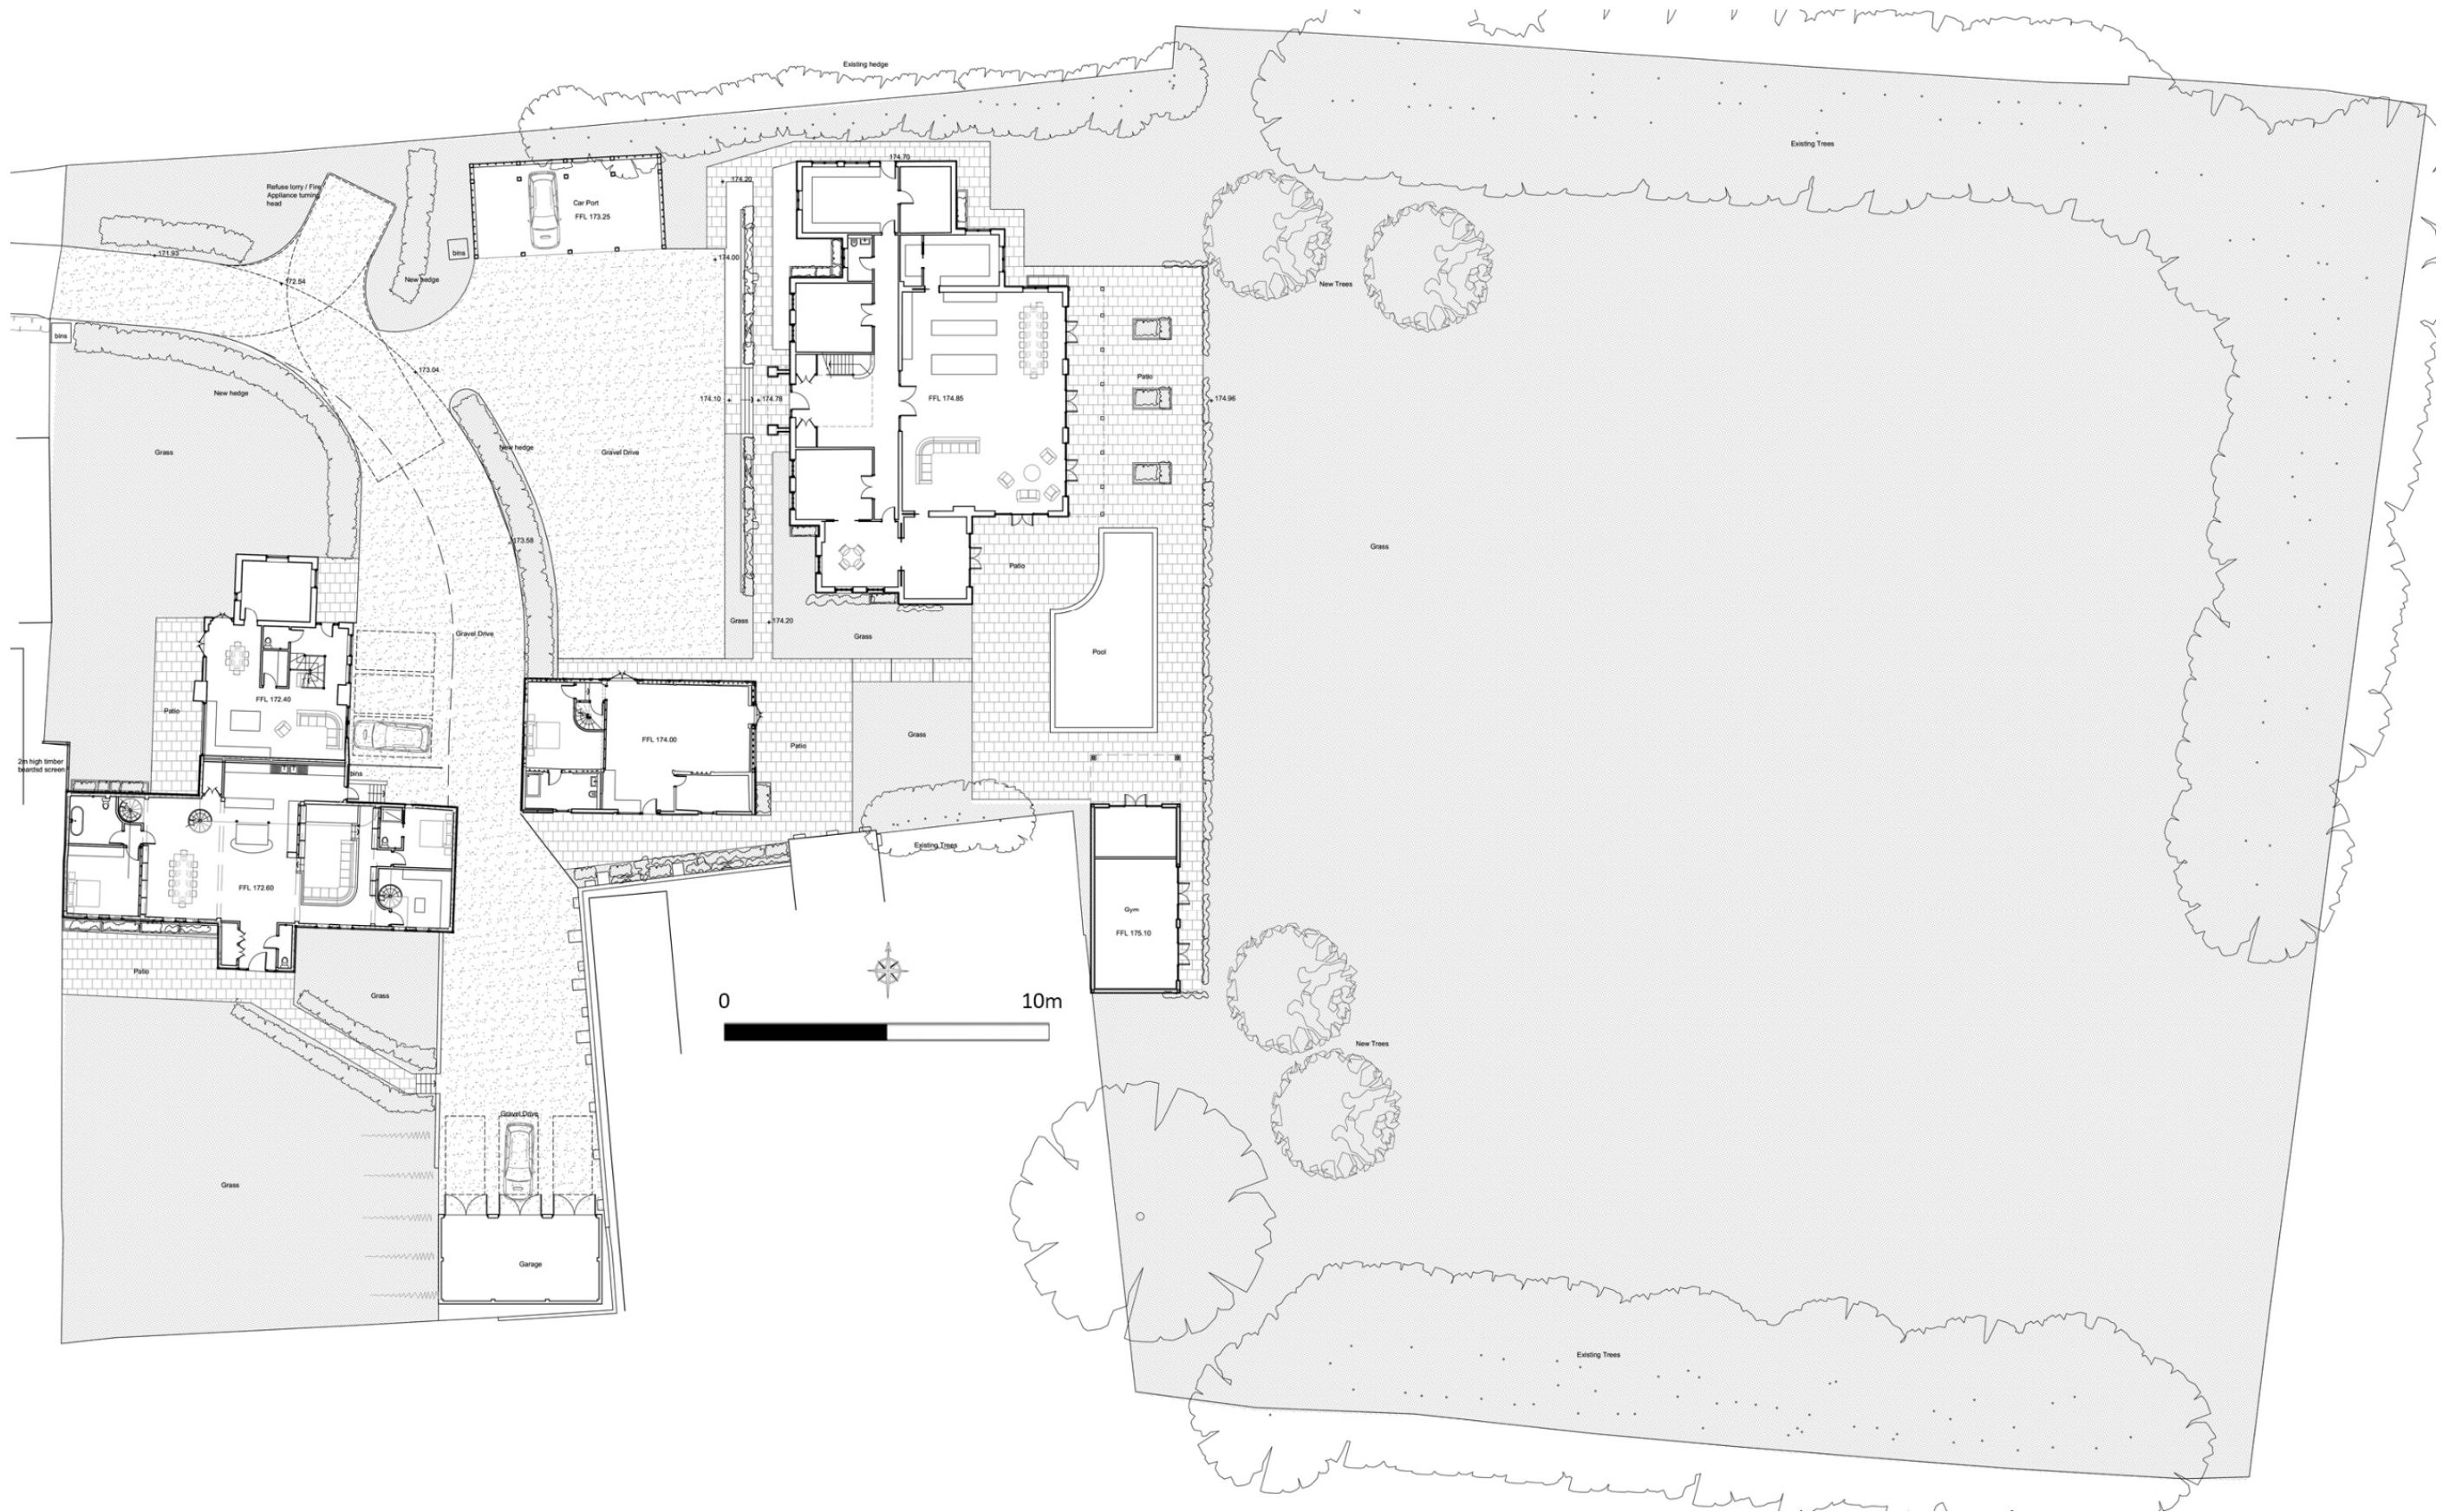 Existing hedge
Existing Trees
174.70
174.20
Refuse lorry / Fire
Appliance turning
head
Car Port
FFL 173.25
bins
171.93
172.54
New hedge
174.00
New Trees
bins
173.04
Patio
New hedge
174.10
174.78
FFL 174.85
174.96
Grass
New hedge
Gravel Drive
173.58
Grass
Patio
Gravel Drive
Grass
174.20
Grass
Pool
FFL 172.40
Patio
FFL 174.00
Patio
Grass
2m high timber
boarded screen
bins
Existing Trees
FFL 172.60
Gym
FFL 175.10
Patio
Grass
0
10m
New Trees
Gravel Drive
Grass
Garage
Existing Trees